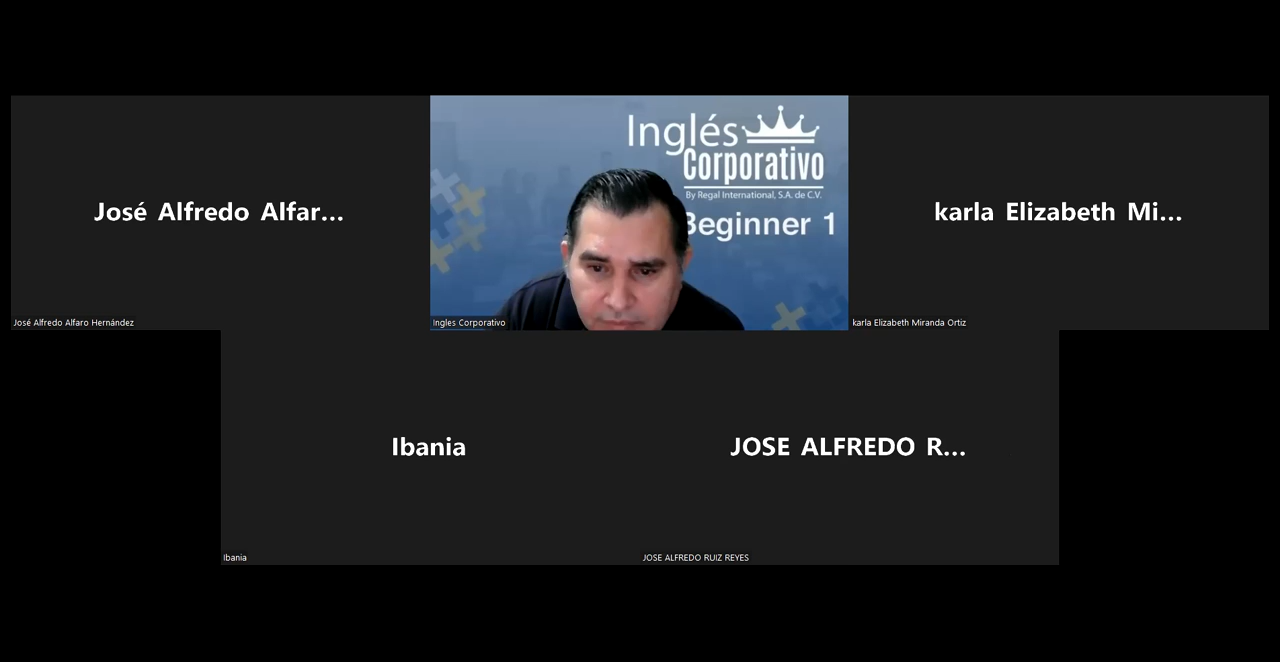 José Alfredo Alfar...
José Alfredo Alfaro Hernández
Inglés
Corporativo
By Regal International, S.A. de C.V.
Beginner 1
Ingles Corporativo
karla Elizabeth Mi...
karla Elizabeth Miranda Ortiz
Ibania
Ibania
JOSE ALFREDO R...
JOSE ALFREDO RUIZ REYES